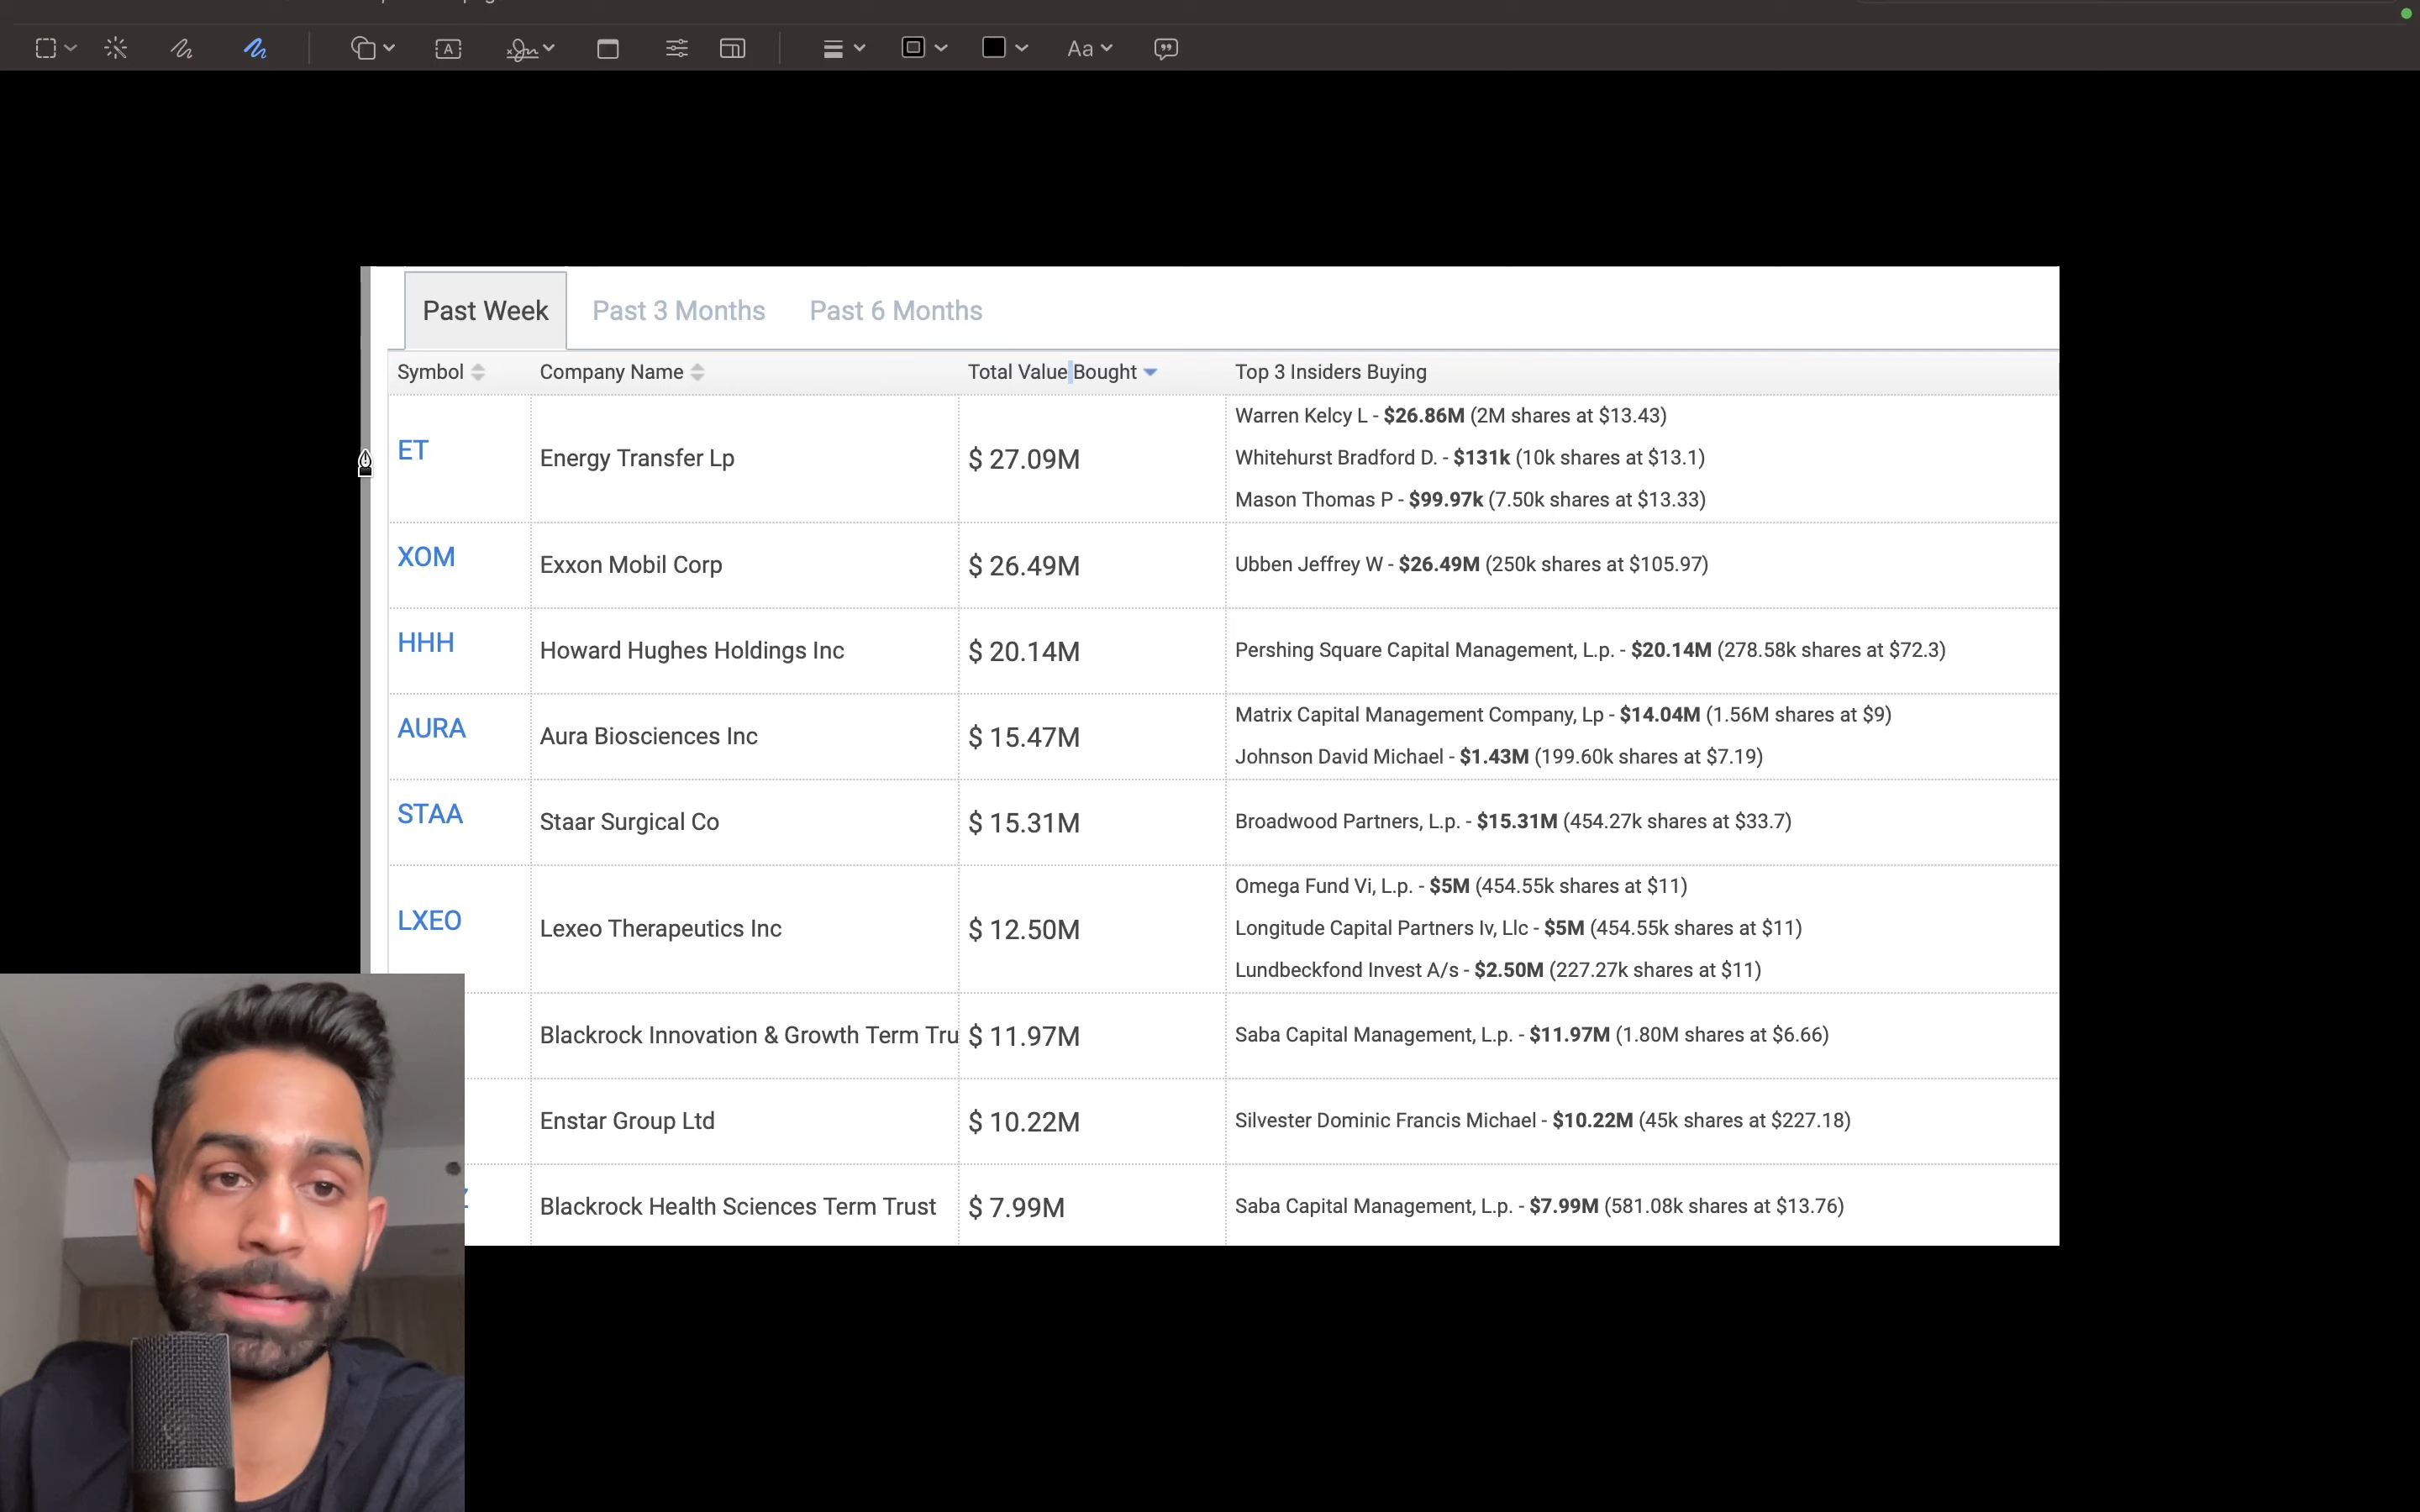 Past Week Past 3 Months Past 6 Months
Symbol Company Name Total Value Bought Top 3 Insiders Buying
ET Energy Transfer Lp $ 27.09M Warren Kelcy L - $26.86M (2M shares at $13.43)
Whitehurst Bradford D. - $131k (10k shares at $13.1)
Mason Thomas P - $99.97k (7.50k shares at $13.33)
XOM Exxon Mobil Corp $ 26.49M Ubben Jeffrey W - $26.49M (250k shares at $105.97)
HHH Howard Hughes Holdings Inc $ 20.14M Pershing Square Capital Management, L.p. - $20.14M (278.58k shares at $72.3)
AURA Aura Biosciences Inc $ 15.47M Matrix Capital Management Company, Lp - $14.04M (1.56M shares at $9)
Johnson David Michael - $1.43M (199.60k shares at $7.19)
STAA Staar Surgical Co $ 15.31M Broadwood Partners, L.p. - $15.31M (454.27k shares at $33.7)
LXEO Lexeo Therapeutics Inc $ 12.50M Omega Fund Vi, L.p. - $5M (454.55k shares at $11)
Longitude Capital Partners Iv, Llc - $5M (454.55k shares at $11)
Lundbeckfond Invest A/s - $2.50M (227.27k shares at $11)
Blackrock Innovation & Growth Term Tru $ 11.97M Saba Capital Management, L.p. - $11.97M (1.80M shares at $6.66)
Enstar Group Ltd $ 10.22M Silvester Dominic Francis Michael - $10.22M (45k shares at $227.18)
Blackrock Health Sciences Term Trust $ 7.99M Saba Capital Management, L.p. - $7.99M (581.08k shares at $13.76)
A
Aa